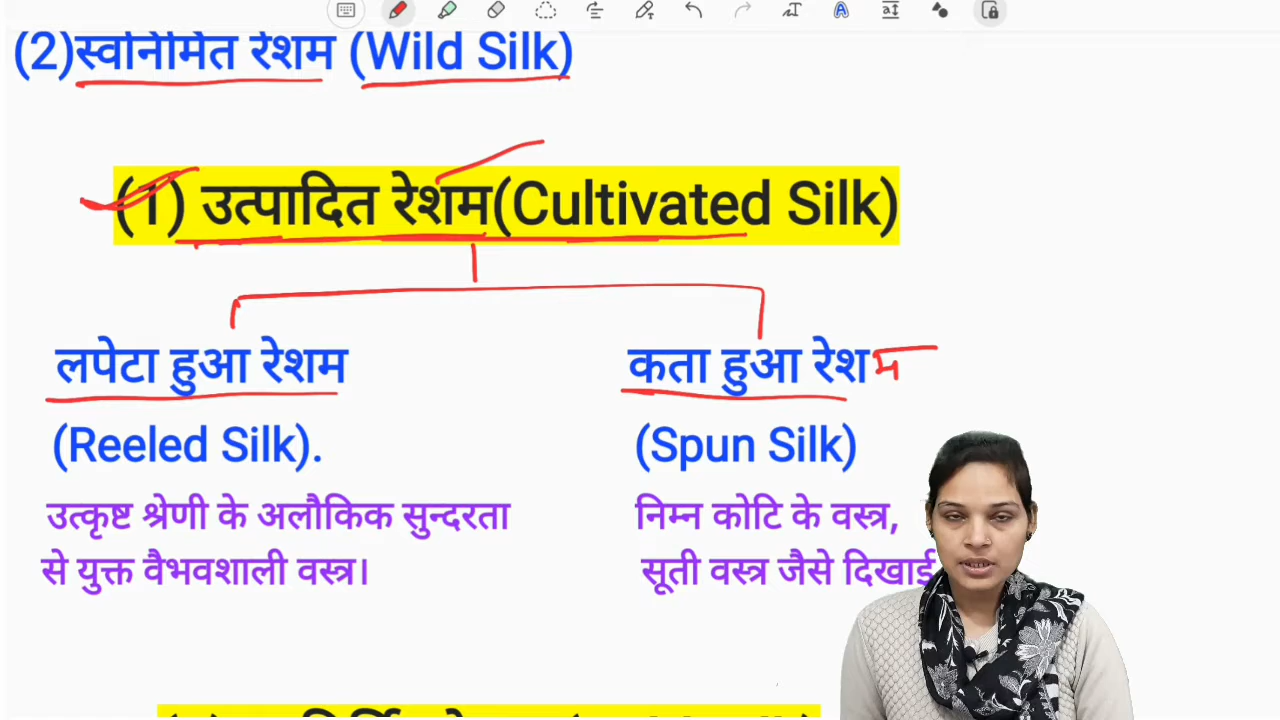 (2)स्वनिर्मित रेशम (Wild Silk)
(1) उत्पादित रेशम(Cultivated Silk)
लपेटा हुआ रेशम
कता हुआ रेशम
(Reeled Silk).
(Spun Silk)
उत्कृष्ट श्रेणी के अलौकिक सुन्दरता
निम्न कोटि के वस्त्र,
से युक्त वैभवशाली वस्त्र।
सूती वस्त्र जैसे दिखाई